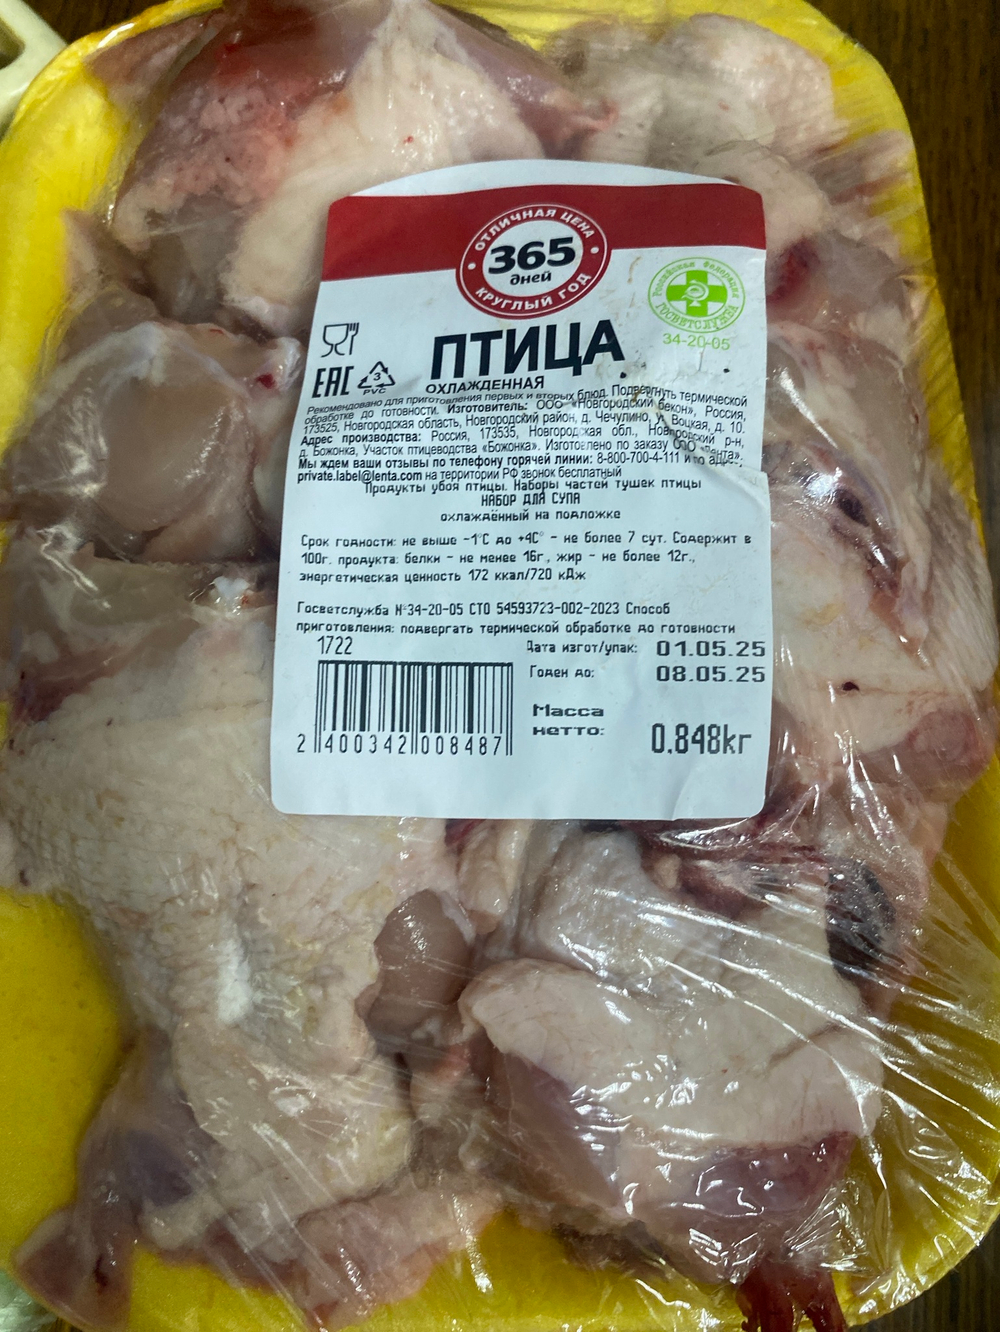 ОТЛИЧНАЯ ЦЕНА
365
дней
КРУГЛЫЙ ГОД
Российская Федерация
ГОСВЕТСЛУЖБА
34-20-05
ПТИЦА
ОХЛАЖДЕННАЯ
EAC
3
PVC
Рекомендовано для приготовления первых и вторых блюд. Подвергнуть термической
обработке до готовности. Изготовитель: ООО «Новгородский бекон», Россия,
173525, Новгородская область, Новгородский район, д. Чечулино, ул. Воцкая, д. 10.
Адрес производства: Россия, 173535, Новгородская обл., Новгородский р-н,
д. Божонка, Участок птицеводства «Божонка». Изготовлено по заказу ООО «Лента».
Мы ждем ваши отзывы по телефону горячей линии: 8-800-700-4-111 и по адресу:
private.label@lenta.com на территории РФ звонок бесплатный
Продукты убоя птицы. Наборы частей тушек птицы
НАБОР ДЛЯ СУПА
охлаждённый на подложке
Срок годности: не выше -1°С до +4С° - не более 7 сут. Содержит в
100г. продукта: белки - не менее 16г, жир - не более 12г.,
энергетическая ценность 172 ккал/720 кДж
Госветслужба №34-20-05 СТО 54593723-002-2023 Способ
приготовления: подвергать термической обработке до готовности
1722
Дата изгот/упак: 01.05.25
Годен до: 08.05.25
Масса
нетто: 0.848кг
2 400342 008487